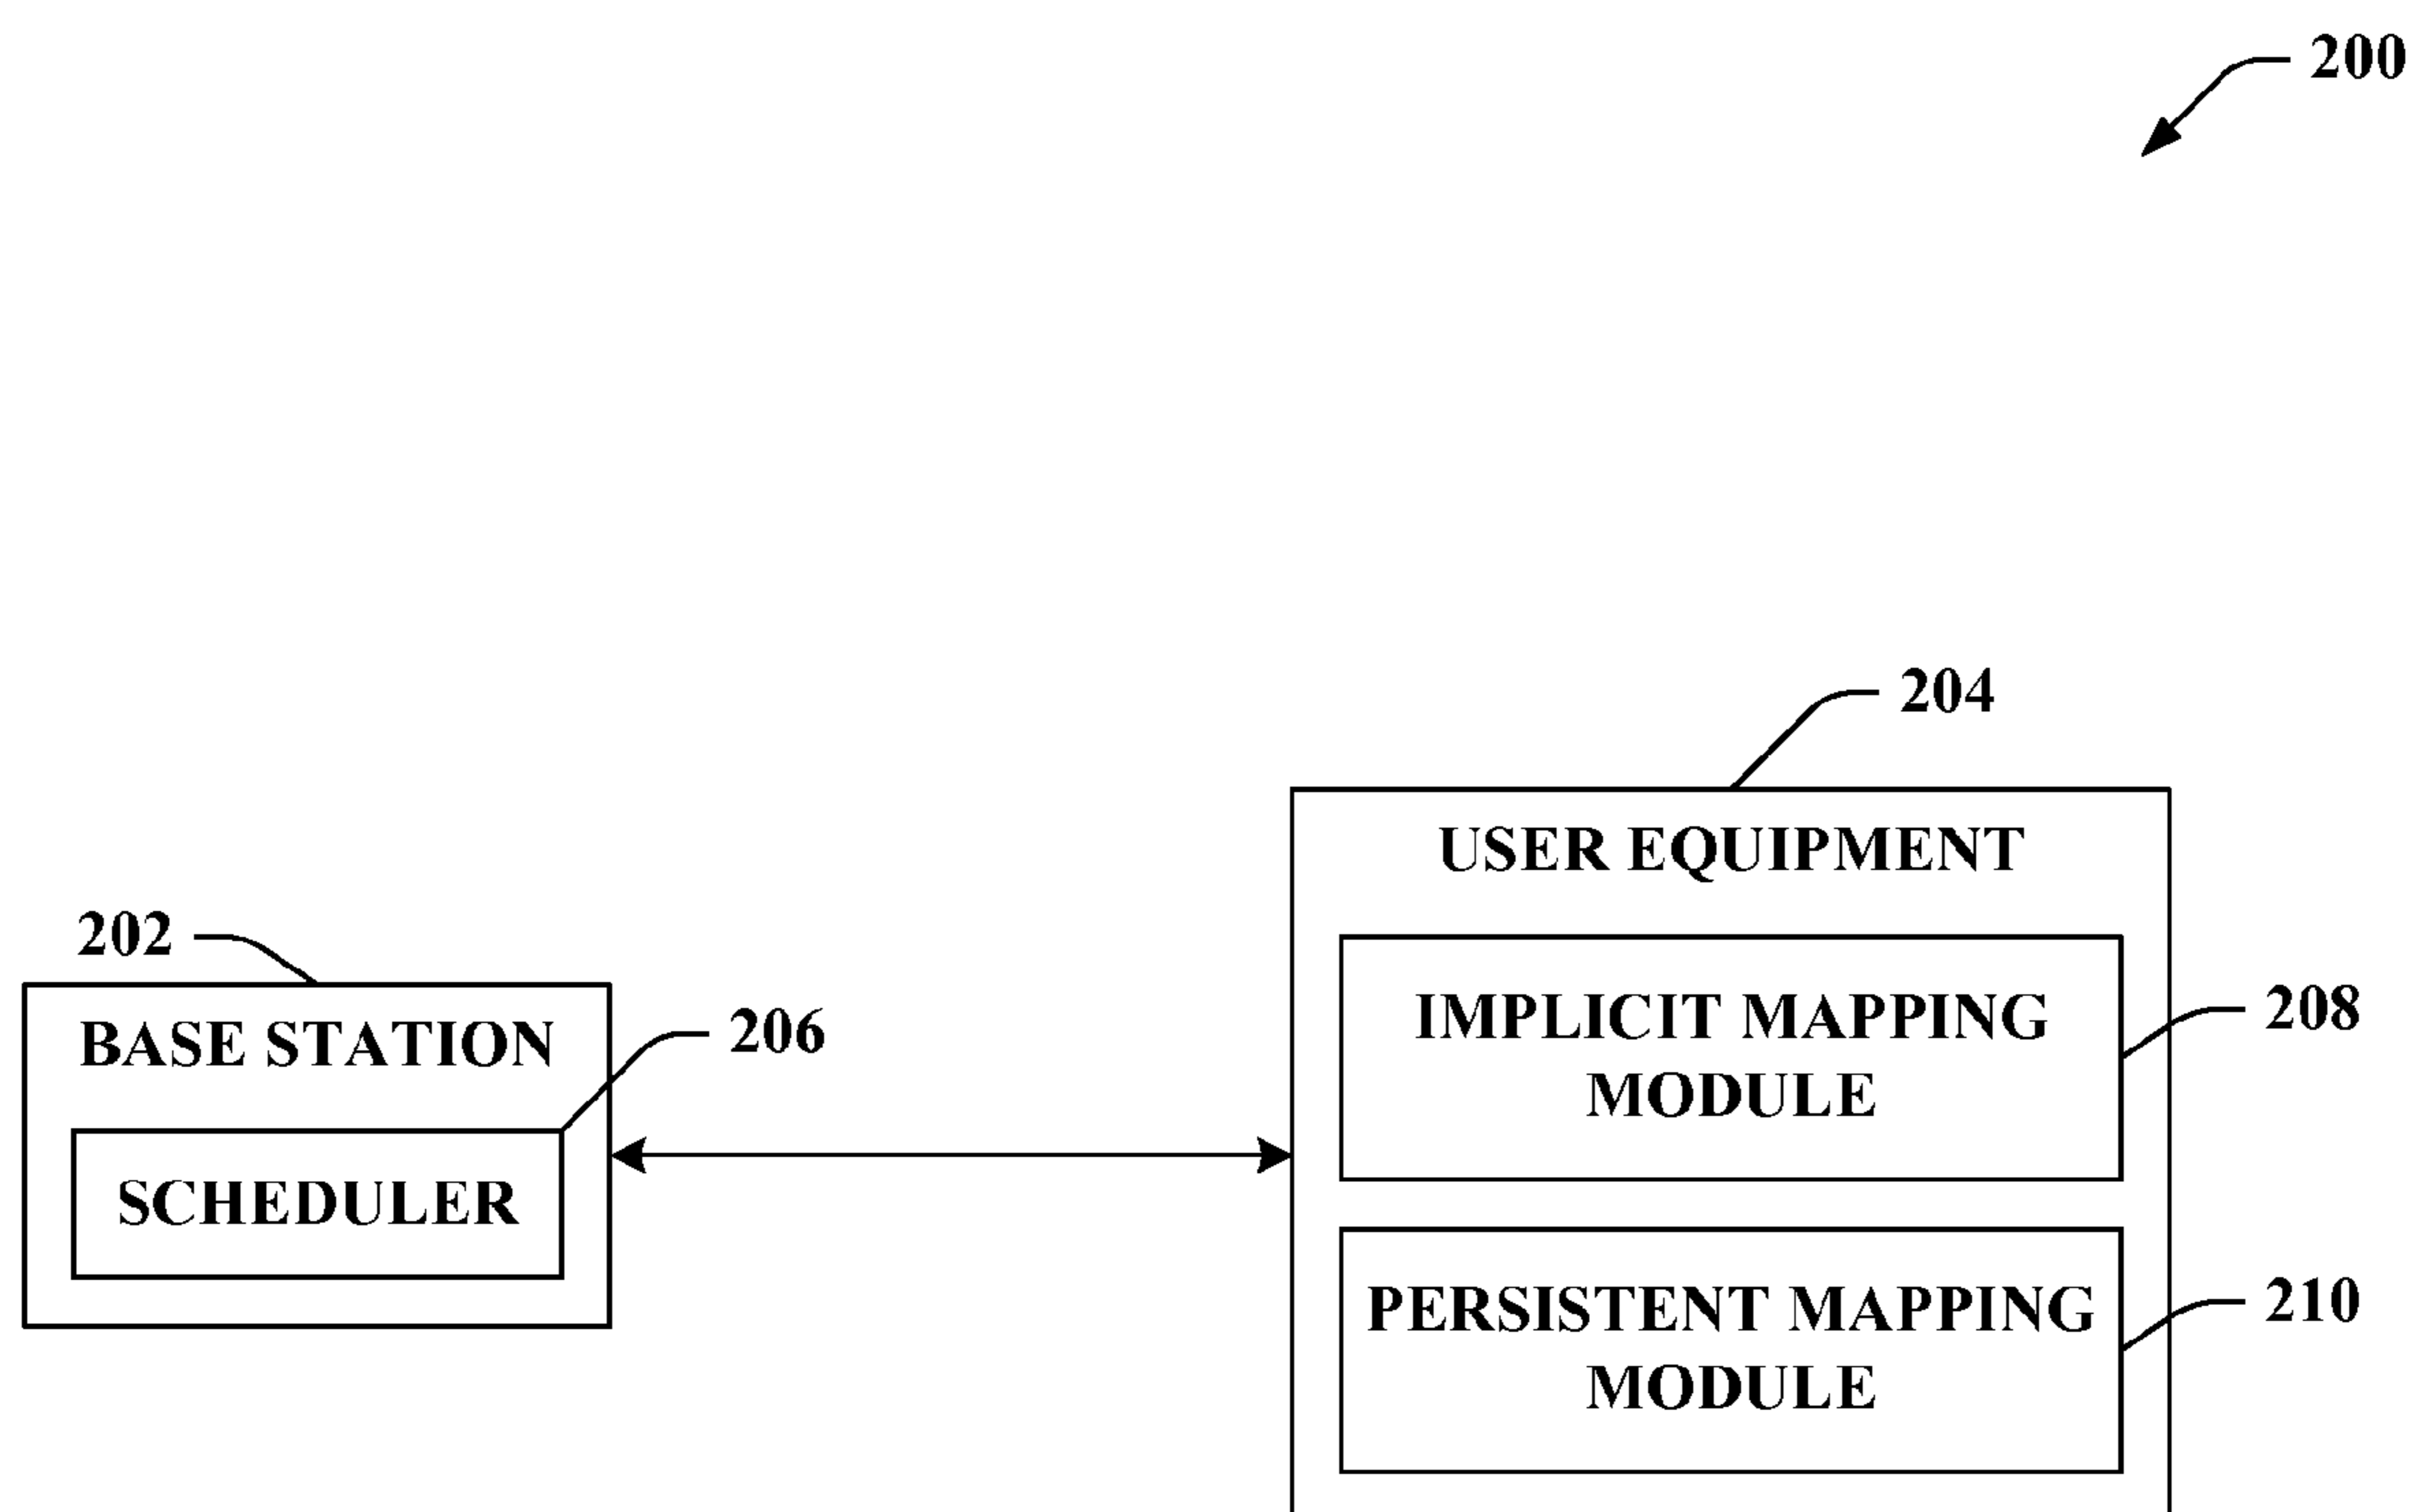 200
204
USER EQUIPMENT
202
BASE STATION
206
SCHEDULER
IMPLICIT MAPPING
MODULE
208
PERSISTENT MAPPING
MODULE
210